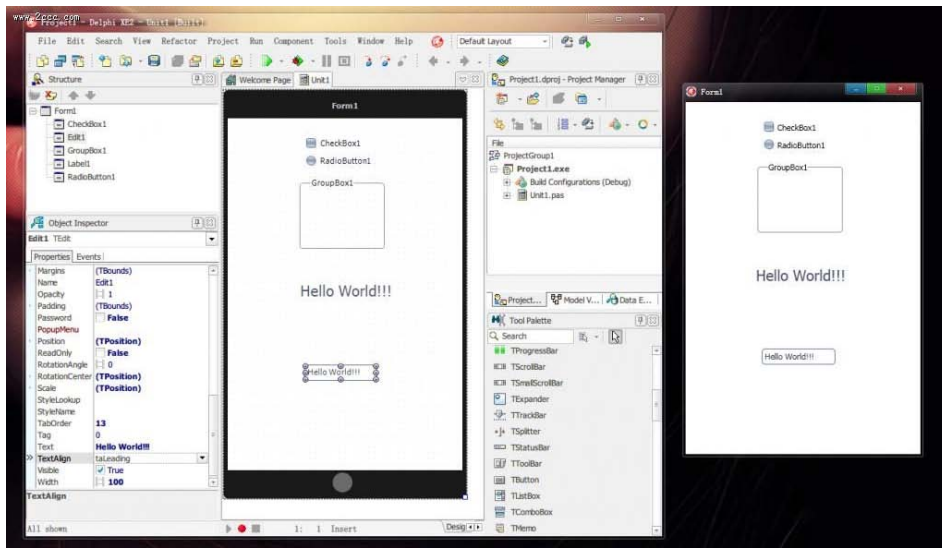 www.2ccc.com
Project1 - Delphi XE2 - Unit1 [Built]
File Edit Search View Refactor Project Run Component Tools Window Help
Default Layout
Structure
Form1
CheckBox1
Edit1
GroupBox1
Label1
RadioButton1
Object Inspector
Edit1 TEdit
Properties Events
Margins (TBounds)
Name Edit1
Opacity 1
Padding (TBounds)
Password False
PopupMenu
Position (TPosition)
ReadOnly False
RotationAngle 0
RotationCenter (TPosition)
Scale (TPosition)
StyleLookup
StyleName
TabOrder 13
Tag 0
Text Hello World!!!
TextAlign taLeading
Visible True
Width 100
TextAlign
All shown
Welcome Page Unit1
Form1
CheckBox1
RadioButton1
GroupBox1
Hello World!!!
Hello World!!!
1: 1 Insert
Desig
Project1.dproj - Project Manager
File
ProjectGroup1
Project1.exe
Build Configurations (Debug)
Unit1.pas
Project... Model V... Data E...
Tool Palette
Search
TProgressBar
TScrollBar
TSmallScrollBar
TExpander
TTrackBar
TSplitter
TStatusBar
TToolBar
TButton
TListBox
TComboBox
TMemo
Form1
CheckBox1
RadioButton1
GroupBox1
Hello World!!!
Hello World!!!